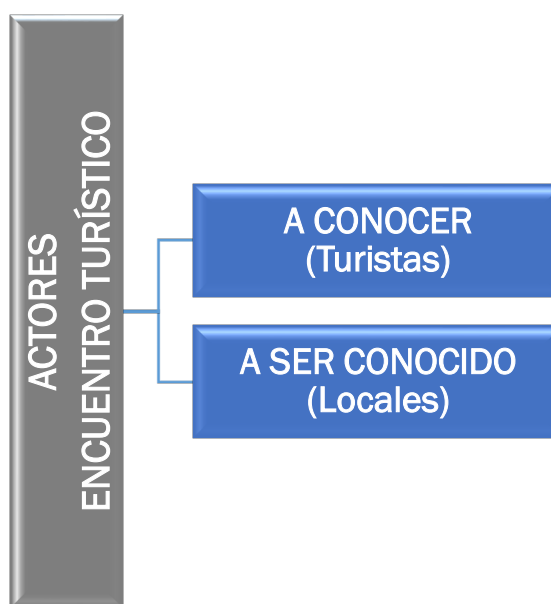 ACTORES
ENCUENTRO TURÍSTICO
A CONOCER
(Turistas)
A SER CONOCIDO
(Locales)